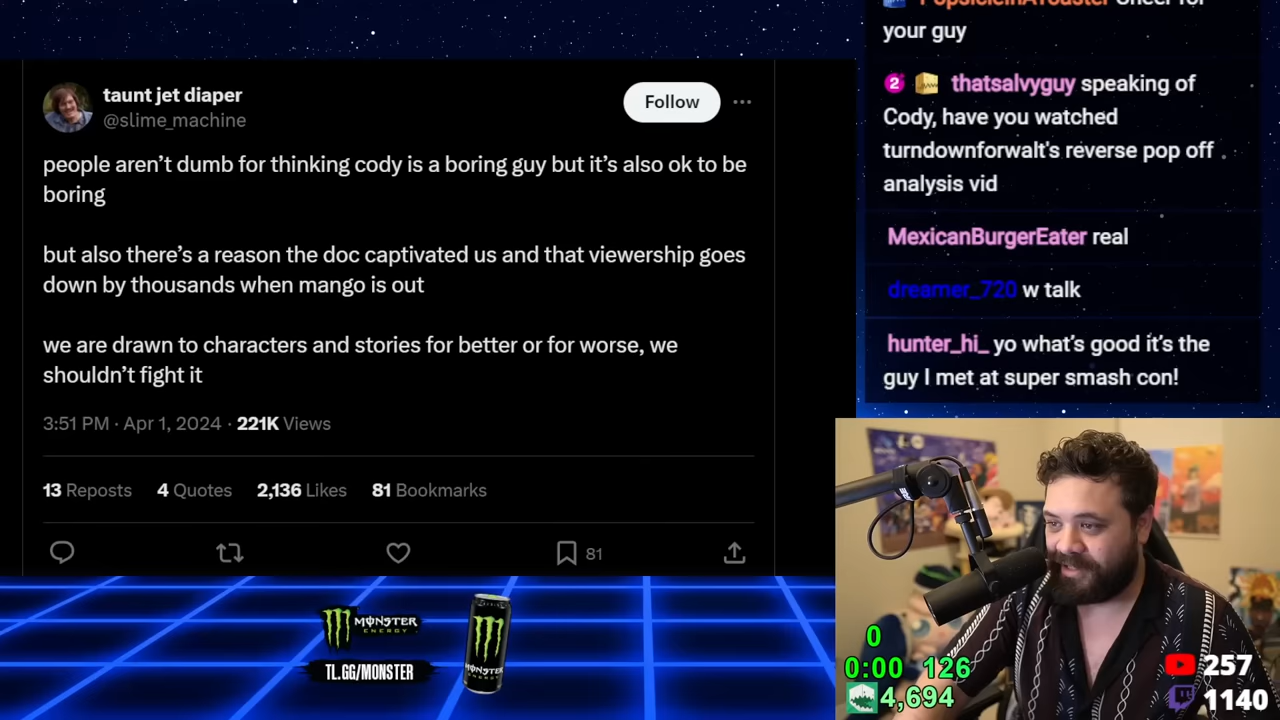 taunt jet diaper
@slime_machine
Follow
people aren’t dumb for thinking cody is a boring guy but it’s also ok to be
boring
but also there’s a reason the doc captivated us and that viewership goes
down by thousands when mango is out
we are drawn to characters and stories for better or for worse, we
shouldn’t fight it
3:51 PM · Apr 1, 2024 · 221K Views
13 Reposts 4 Quotes 2,136 Likes 81 Bookmarks
81
MONSTER
ENERGY
TL.GG/MONSTER
MONSTER
PopsicleInAToaster Cheer for
your guy
2 thatsalvyguy speaking of
Cody, have you watched
turndownforwalt's reverse pop off
analysis vid
MexicanBurgerEater real
dreamer_720 w talk
hunter_hi_ yo what’s good it’s the
guy I met at super smash con!
0
0:00 126
4,694
257
1140